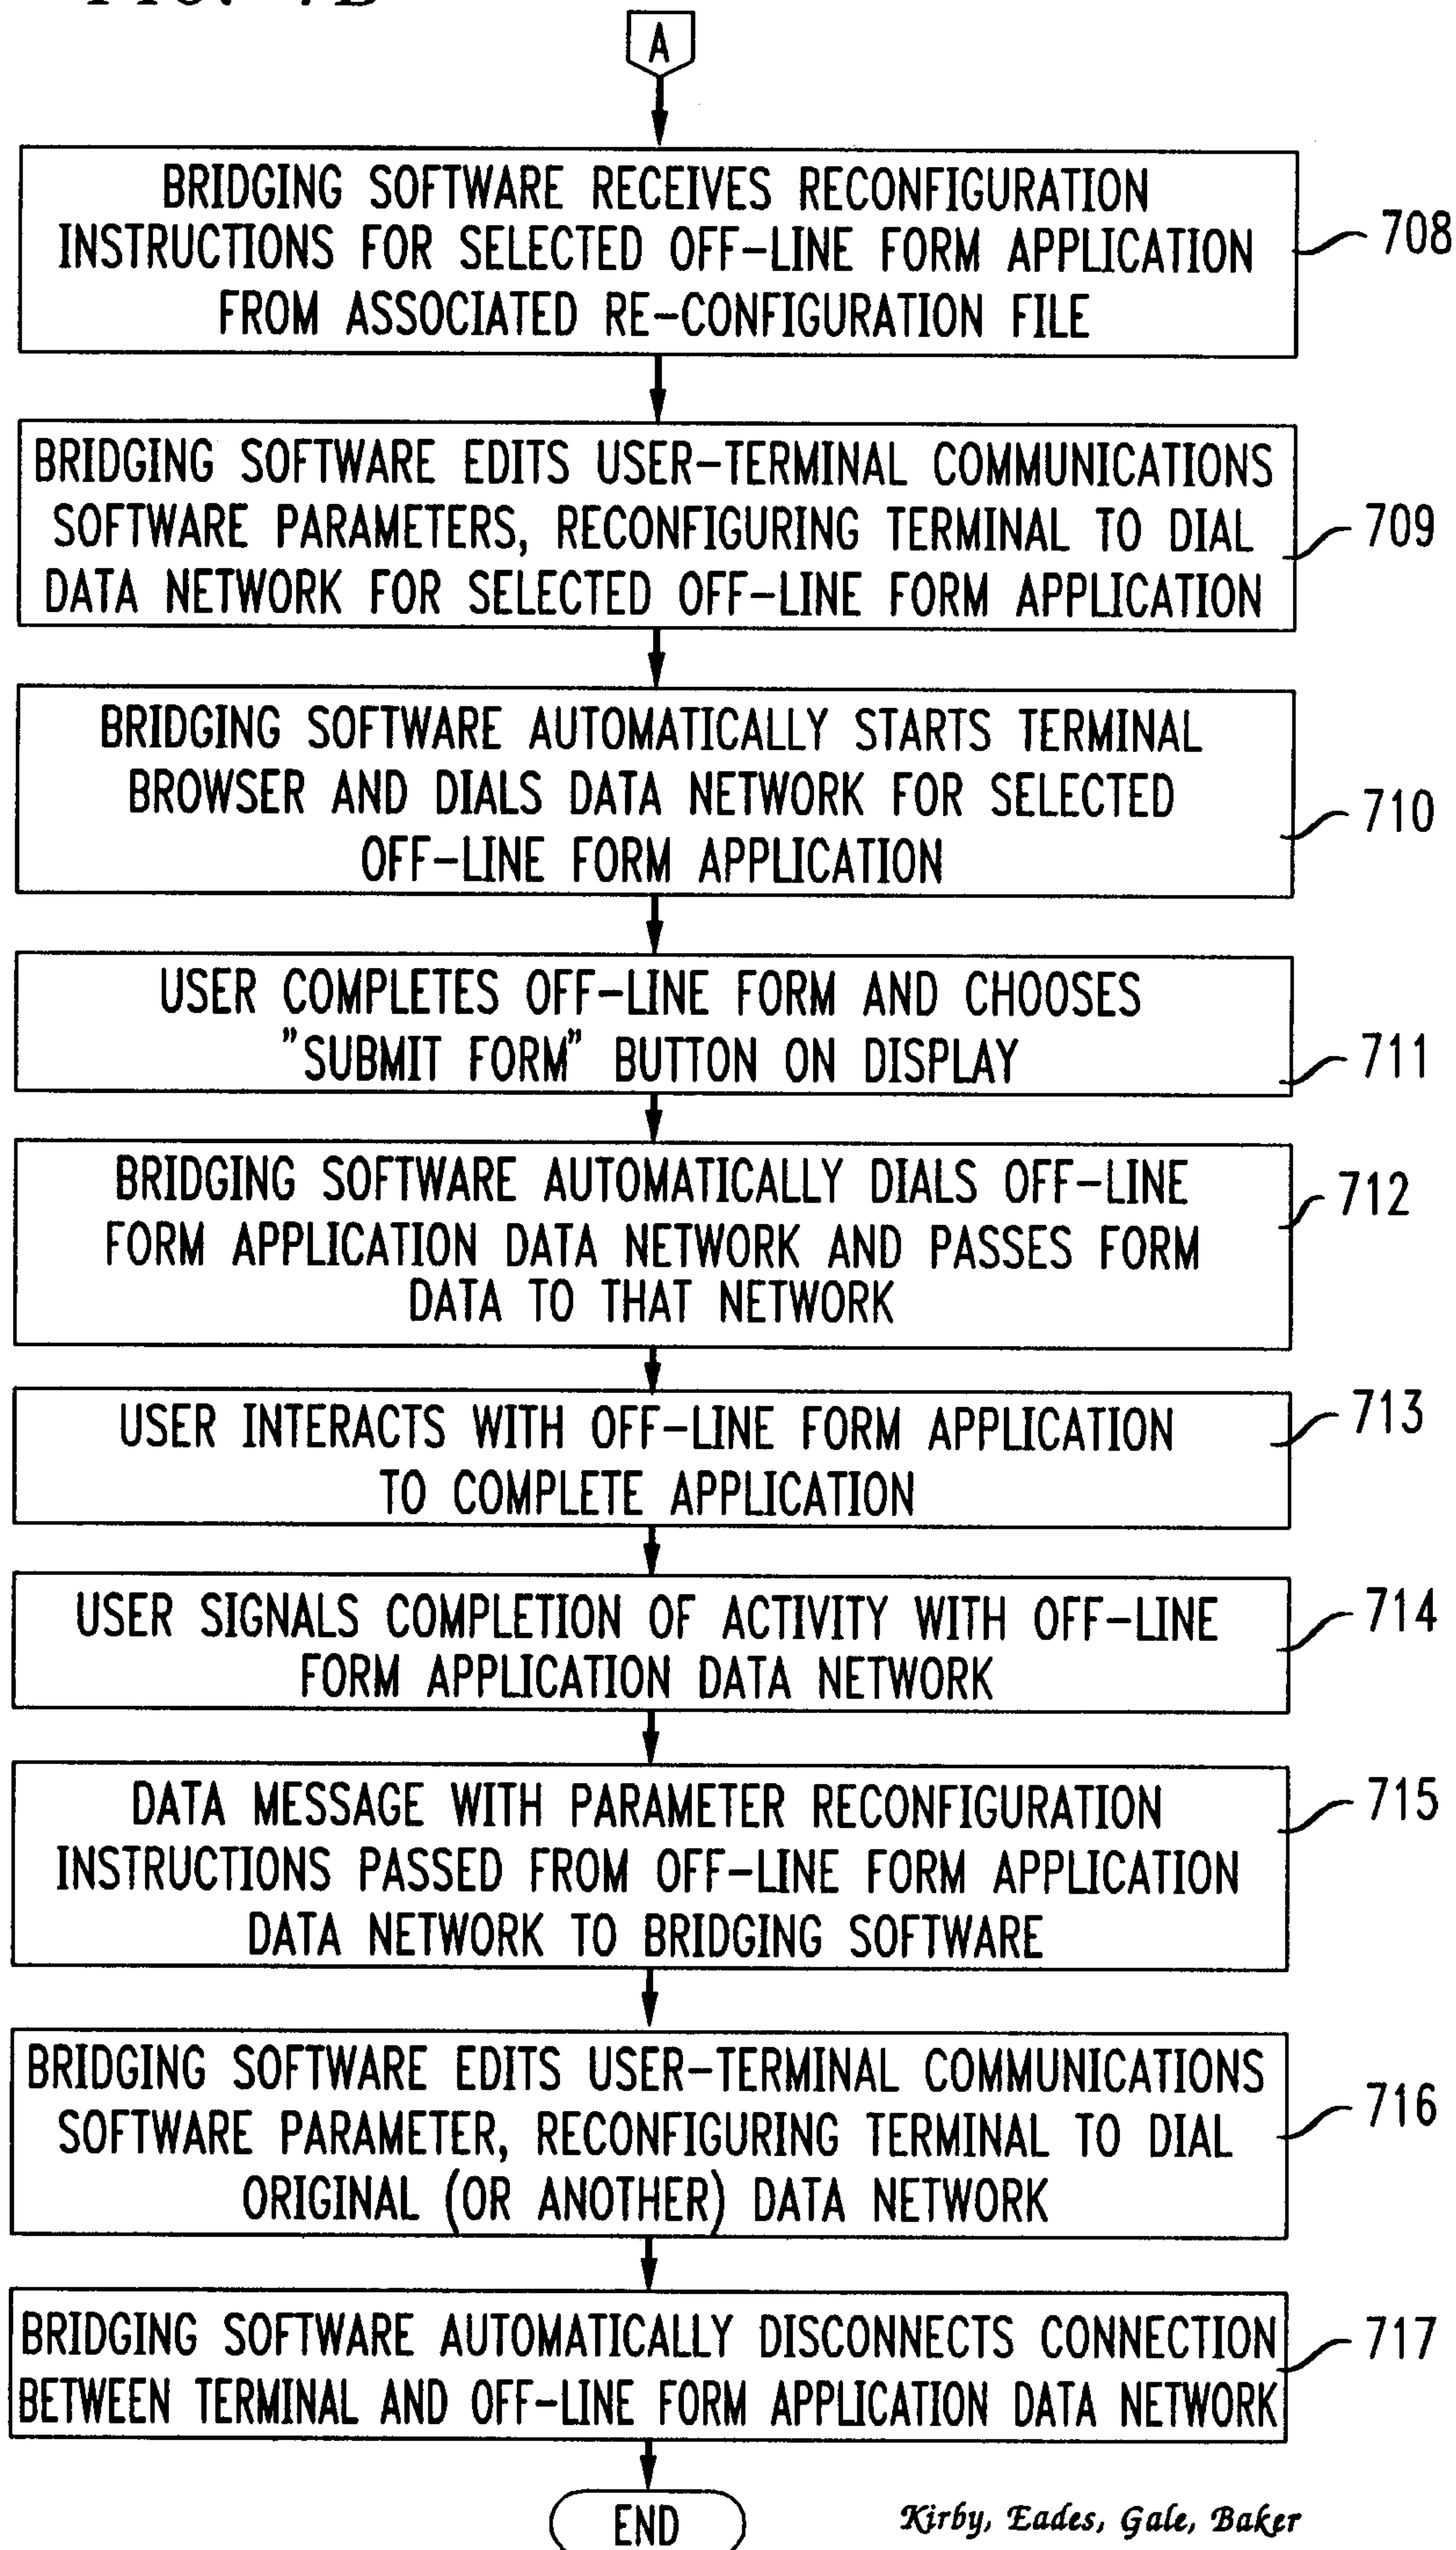 A
BRIDGING SOFTWARE RECEIVES RECONFIGURATION
INSTRUCTIONS FOR SELECTED OFF-LINE FORM APPLICATION
FROM ASSOCIATED RE-CONFIGURATION FILE
708
BRIDGING SOFTWARE EDITS USER-TERMINAL COMMUNICATIONS
SOFTWARE PARAMETERS, RECONFIGURING TERMINAL TO DIAL
DATA NETWORK FOR SELECTED OFF-LINE FORM APPLICATION
709
BRIDGING SOFTWARE AUTOMATICALLY STARTS TERMINAL
BROWSER AND DIALS DATA NETWORK FOR SELECTED
OFF-LINE FORM APPLICATION
710
USER COMPLETES OFF-LINE FORM AND CHOOSES
"SUBMIT FORM" BUTTON ON DISPLAY
711
BRIDGING SOFTWARE AUTOMATICALLY DIALS OFF-LINE
FORM APPLICATION DATA NETWORK AND PASSES FORM
DATA TO THAT NETWORK
712
USER INTERACTS WITH OFF-LINE FORM APPLICATION
TO COMPLETE APPLICATION
713
USER SIGNALS COMPLETION OF ACTIVITY WITH OFF-LINE
FORM APPLICATION DATA NETWORK
714
DATA MESSAGE WITH PARAMETER RECONFIGURATION
INSTRUCTIONS PASSED FROM OFF-LINE FORM APPLICATION
DATA NETWORK TO BRIDGING SOFTWARE
715
BRIDGING SOFTWARE EDITS USER-TERMINAL COMMUNICATIONS
SOFTWARE PARAMETER, RECONFIGURING TERMINAL TO DIAL
ORIGINAL (OR ANOTHER) DATA NETWORK
716
BRIDGING SOFTWARE AUTOMATICALLY DISCONNECTS CONNECTION
BETWEEN TERMINAL AND OFF-LINE FORM APPLICATION DATA NETWORK
717
END
Kirby, Eades, Gale, Baker